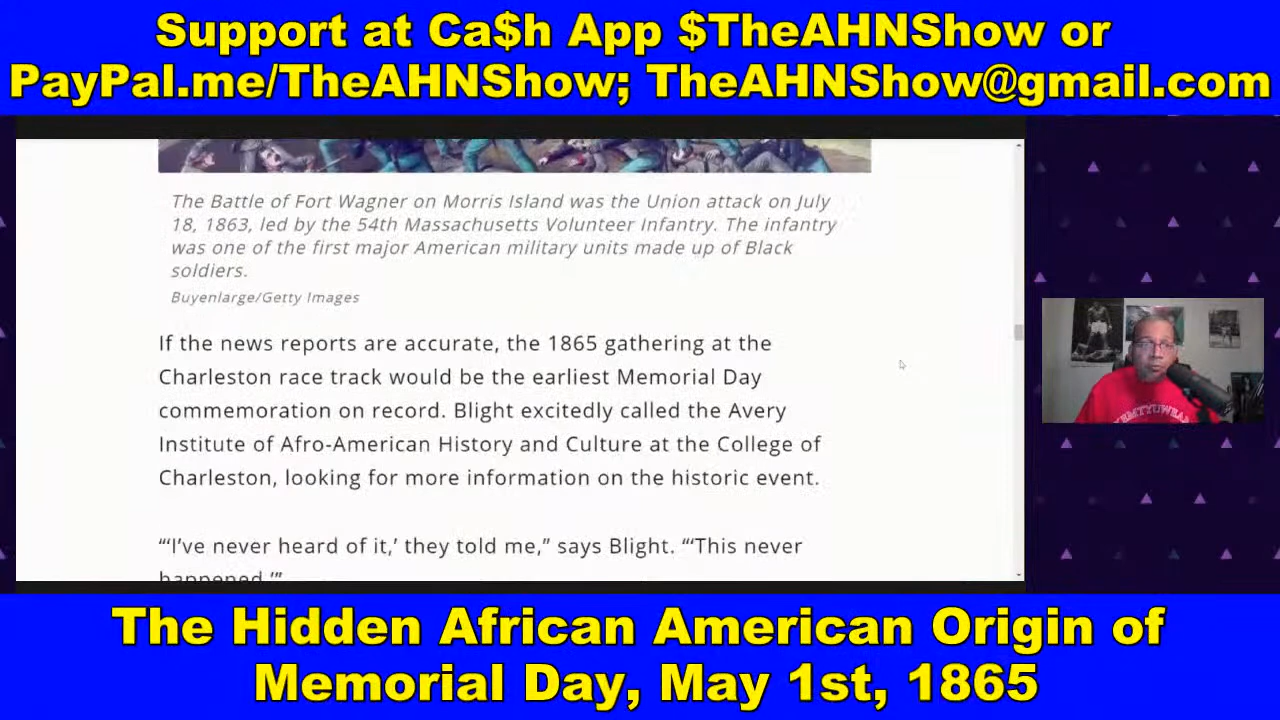 Support at Ca$h App $TheAHNShow or
PayPal.me/TheAHNShow; TheAHNShow@gmail.com
The Battle of Fort Wagner on Morris Island was the Union attack on July
18, 1863, led by the 54th Massachusetts Volunteer Infantry. The infantry
was one of the first major American military units made up of Black
soldiers.
Buyenlarge/Getty Images
If the news reports are accurate, the 1865 gathering at the
Charleston race track would be the earliest Memorial Day
commemoration on record. Blight excitedly called the Avery
Institute of Afro-American History and Culture at the College of
Charleston, looking for more information on the historic event.
“‘I’ve never heard of it,’ they told me,” says Blight. “‘This never
happened.’”
The Hidden African American Origin of
Memorial Day, May 1st, 1865